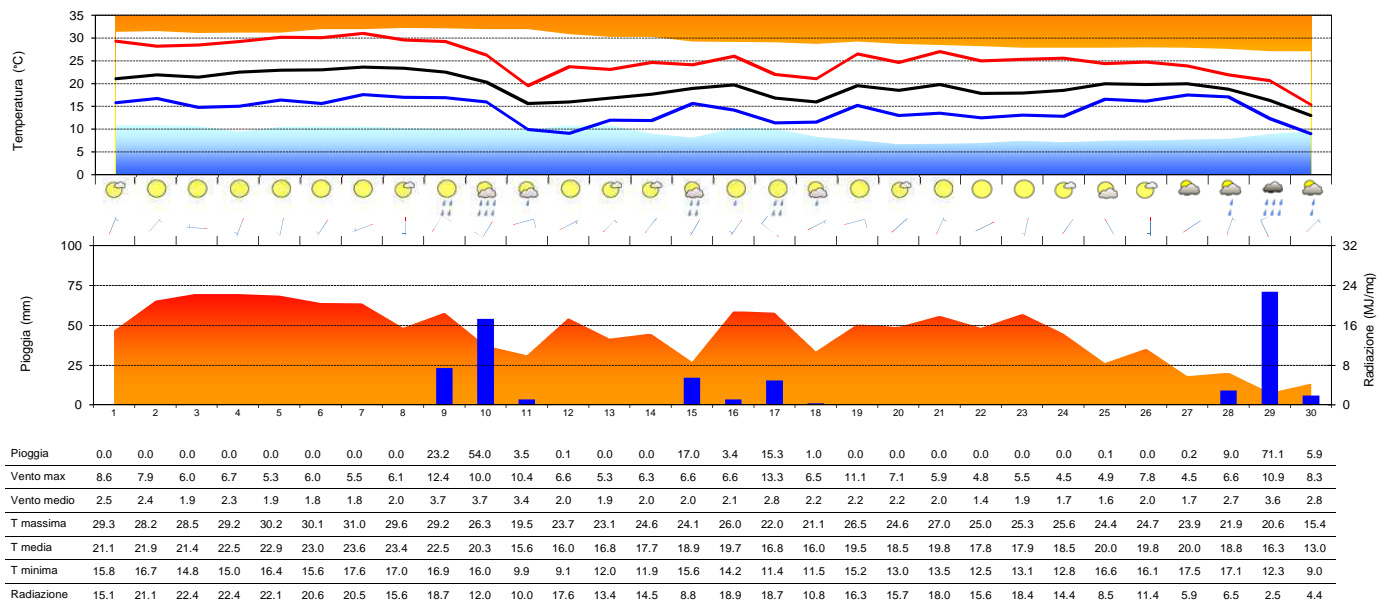 35
30
25
20
15
10
5
0
Temperatura (°C)
100
75
50
25
0
Pioggia (mm)
32
24
16
8
0
Radiazione (MJ/mq)
1 2 3 4 5 6 7 8 9 10 11 12 13 14 15 16 17 18 19 20 21 22 23 24 25 26 27 28 29 30
Pioggia 0.0 0.0 0.0 0.0 0.0 0.0 0.0 0.0 23.2 54.0 3.5 0.1 0.0 0.0 17.0 3.4 15.3 1.0 0.0 0.0 0.0 0.0 0.0 0.0 0.1 0.0 0.2 9.0 71.1 5.9
Vento max 8.6 7.9 6.0 6.7 5.3 6.0 5.5 6.1 12.4 10.0 10.4 6.6 5.3 6.3 6.6 6.6 13.3 6.5 11.1 7.1 5.9 4.8 5.5 4.5 4.9 7.8 4.5 6.6 10.9 8.3
Vento medio 2.5 2.4 1.9 2.3 1.9 1.8 1.8 2.0 3.7 3.7 3.4 2.0 1.9 2.0 2.0 2.1 2.8 2.2 2.2 2.2 2.0 1.4 1.9 1.7 1.6 2.0 1.7 2.7 3.6 2.8
T massima 29.3 28.2 28.5 29.2 30.2 30.1 31.0 29.6 29.2 26.3 19.5 23.7 23.1 24.6 24.1 26.0 22.0 21.1 26.5 24.6 27.0 25.0 25.3 25.6 24.4 24.7 23.9 21.9 20.6 15.4
T media 21.1 21.9 21.4 22.5 22.9 23.0 23.6 23.4 22.5 20.3 15.6 16.0 16.8 17.7 18.9 19.7 16.8 16.0 19.5 18.5 19.8 17.8 17.9 18.5 20.0 19.8 20.0 18.8 16.3 13.0
T minima 15.8 16.7 14.8 15.0 16.4 15.6 17.6 17.0 16.9 16.0 9.9 9.1 12.0 11.9 15.6 14.2 11.4 11.5 15.2 13.0 13.5 12.5 13.1 12.8 16.6 16.1 17.5 17.1 12.3 9.0
Radiazione 15.1 21.1 22.4 22.4 22.1 20.6 20.5 15.6 18.7 12.0 10.0 17.6 13.4 14.5 8.8 18.9 18.7 10.8 16.3 15.7 18.0 15.6 18.4 14.4 8.5 11.4 5.9 6.5 2.5 4.4